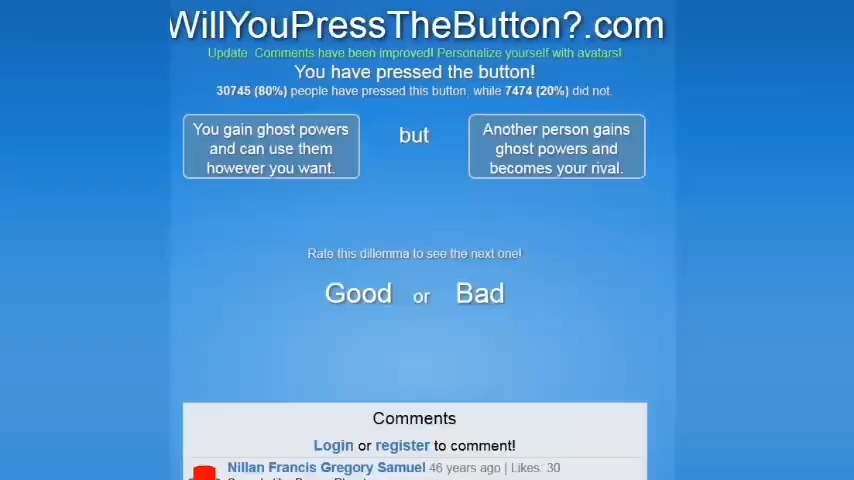 WillYouPressTheButton?.com
Update: Comments have been improved! Personalize yourself with avatars!
You have pressed the button!
30745 (80%) people have pressed this button, while 7474 (20%) did not.
You gain ghost powers
and can use them
however you want.
but
Another person gains
ghost powers and
becomes your rival.
Rate this dillemma to see the next one!
Good or Bad
Comments
Login or register to comment!
Nillan Francis Gregory Samuel 46 years ago | Likes: 30